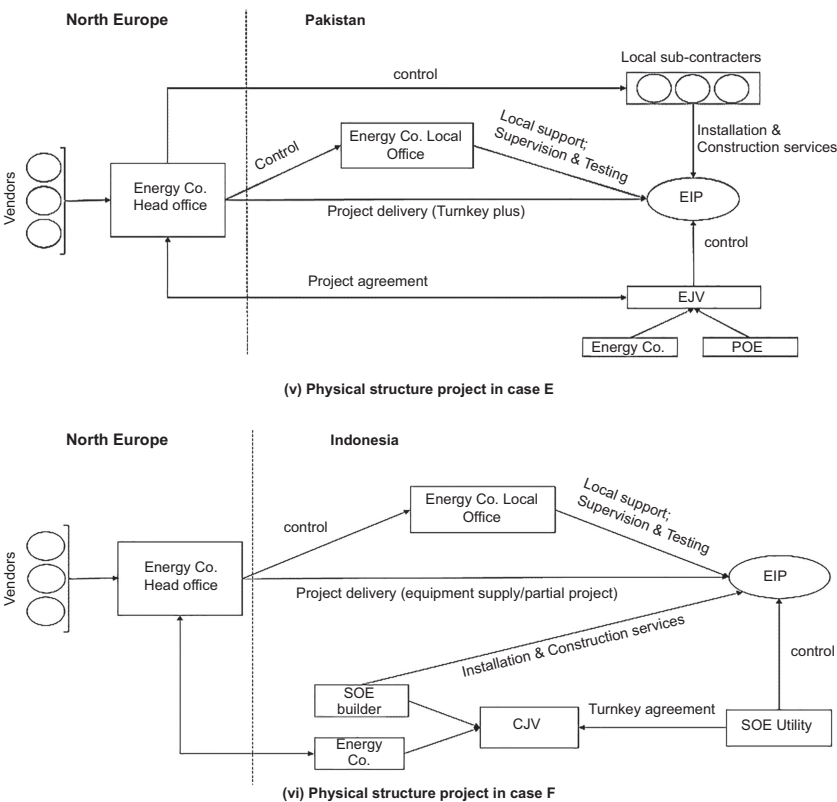 North Europe
Pakistan
Local sub-contracters
control
Vendors
Energy Co.
Head office
Control
Energy Co. Local
Office
Local support;
Supervision & Testing
Installation &
Construction services
Project delivery (Turnkey plus)
EIP
control
Project agreement
EJV
Energy Co.
POE
(v) Physical structure project in case E
North Europe
Indonesia
Vendors
Energy Co.
Head office
control
Energy Co. Local
Office
Local support;
Supervision & Testing
Project delivery (equipment supply/partial project)
EIP
Installation & Construction services
control
SOE
builder
CJV
Turnkey agreement
SOE Utility
Energy
Co.
(vi) Physical structure project in case F